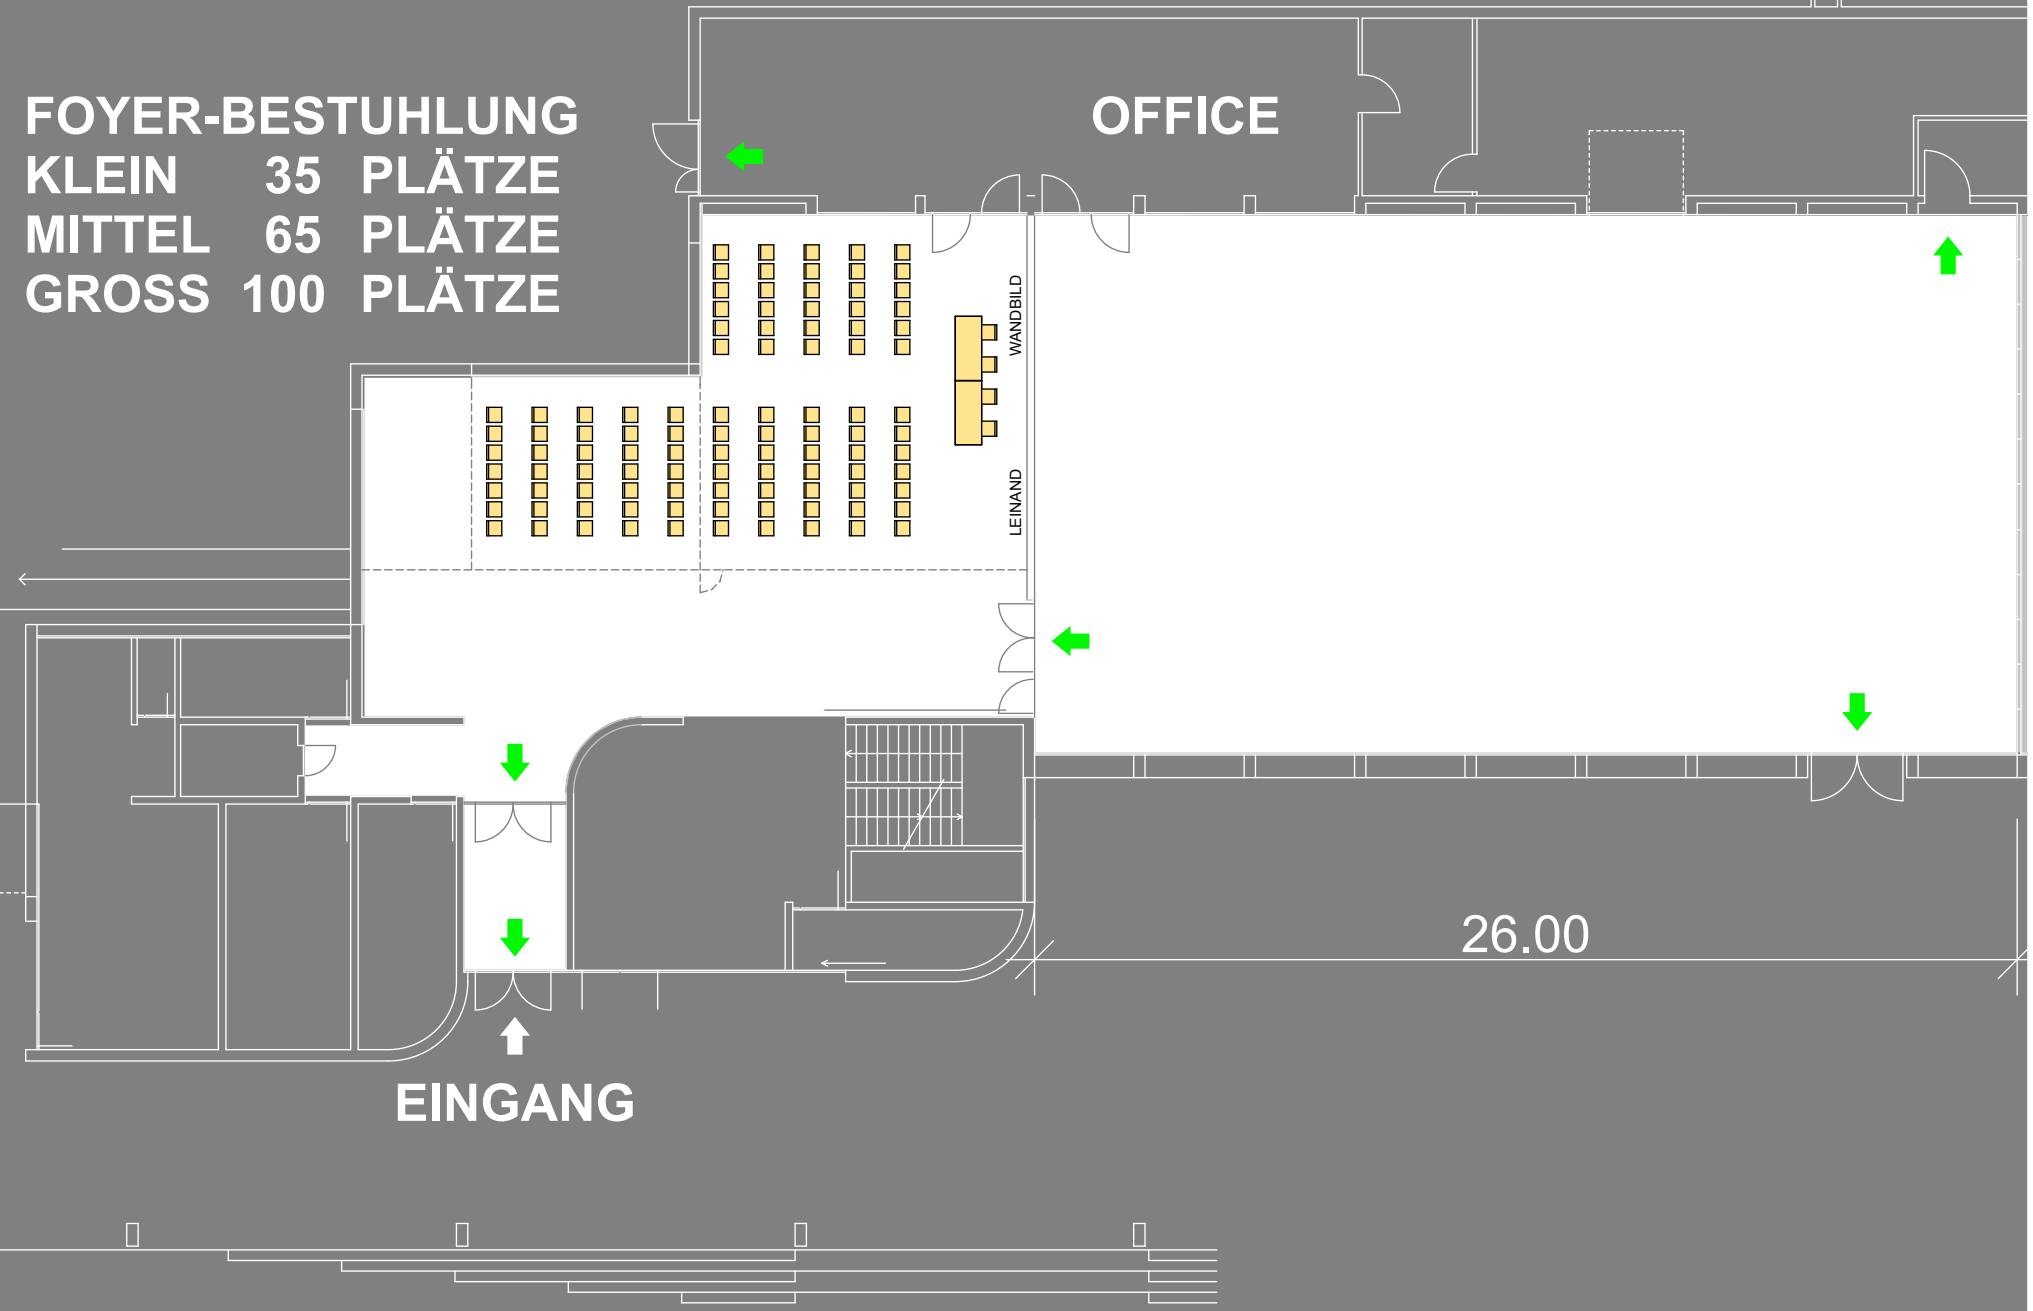 FOYER-BESTUHLUNG
KLEIN 35 PLÄTZE
MITTEL 65 PLÄTZE
GROSS 100 PLÄTZE
OFFICE
WANDBILD
LEINAND
26.00
EINGANG